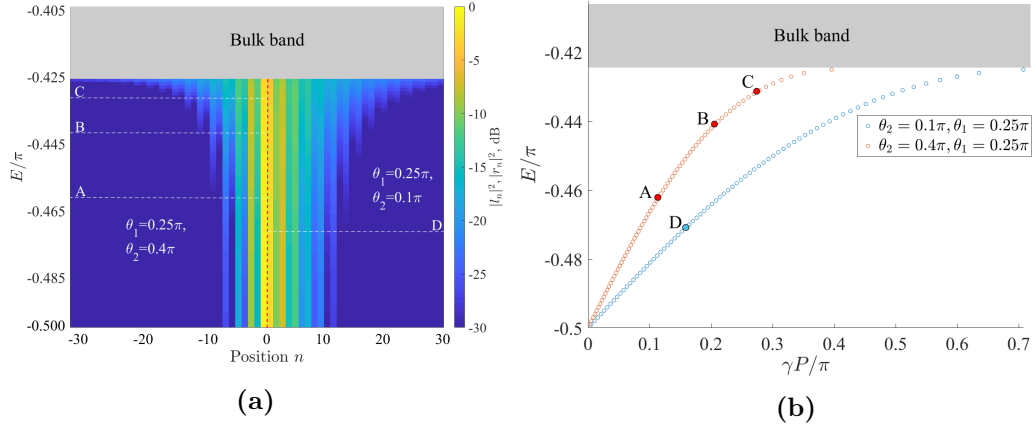 -0.405
-0.425
-0.445
-0.465
-0.485
-0.500
E/π
Bulk band
C
B
A
D
θ₁=0.25π,
θ₂=0.1π
θ₁=0.25π,
θ₂=0.4π
-30
-20
-10
0
10
20
30
Position n
0
-5
-10
-15
-20
-25
-30
|lₙ|², |rₙ|², dB
(a)
-0.42
-0.44
-0.46
-0.48
-0.5
E/π
Bulk band
C
B
A
D
θ₂ = 0.1π, θ₁ = 0.25π
θ₂ = 0.4π, θ₁ = 0.25π
0
0.1
0.2
0.3
0.4
0.5
0.6
0.7
γP/π
(b)